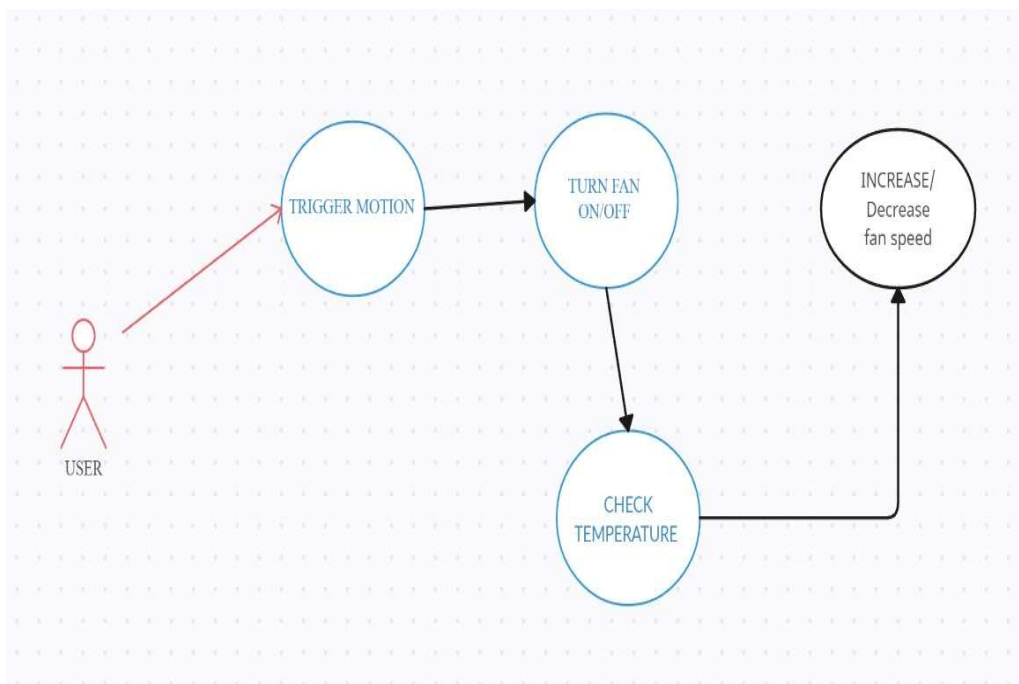 TRIGGER MOTION
TURN FAN
ON/OFF
INCREASE/
Decrease
fan speed
USER
CHECK
TEMPERATURE